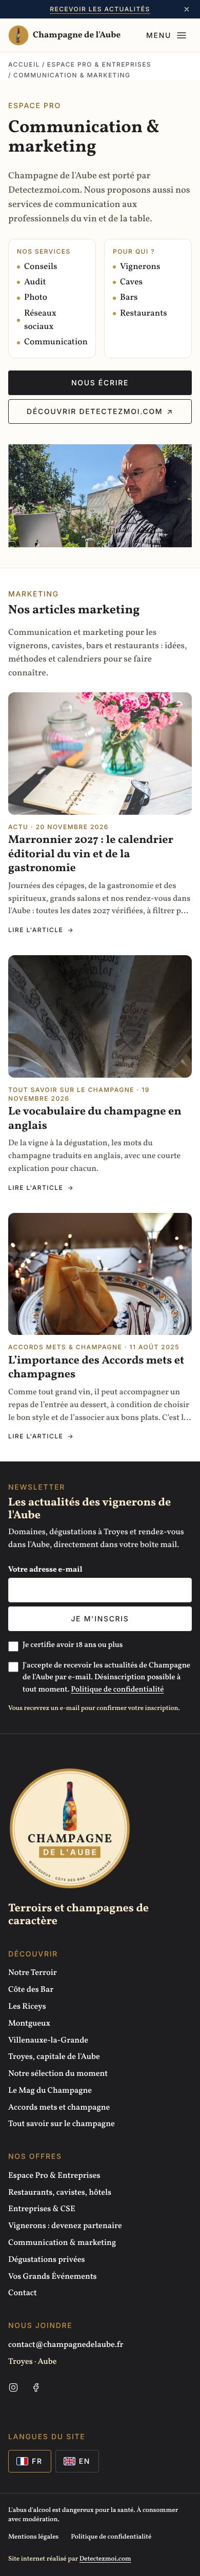 RECEVOIR LES ACTUALITÉS ×
Champagne de l'Aube MENU
ACCUEIL / ESPACE PRO & ENTREPRISES
/ COMMUNICATION & MARKETING
ESPACE PRO
Communication &
marketing
Champagne de l'Aube est porté par
Detectezmoi.com. Nous proposons aussi nos
services de communication aux
professionnels du vin et de la table.
NOS SERVICES
Conseils
Audit
Photo
Réseaux
sociaux
Communication
POUR QUI ?
Vignerons
Caves
Bars
Restaurants
NOUS ÉCRIRE
DÉCOUVRIR DETECTEZMOI.COM ↗
MARKETING
Nos articles marketing
Communication et marketing pour les
vignerons, cavistes, bars et restaurants : idées,
méthodes et calendriers pour se faire
connaître.
ACTU · 20 NOVEMBRE 2026
Marronnier 2027 : le calendrier
éditorial du vin et de la
gastronomie
Journées des cépages, de la gastronomie et des
spiritueux, grands salons et nos rendez-vous dans
l'Aube : toutes les dates 2027 vérifiées, à filtrer p…
LIRE L'ARTICLE →
TOUT SAVOIR SUR LE CHAMPAGNE · 19
NOVEMBRE 2026
Le vocabulaire du champagne en
anglais
De la vigne à la dégustation, les mots du
champagne traduits en anglais, avec une courte
explication pour chacun.
LIRE L'ARTICLE →
ACCORDS METS & CHAMPAGNE · 11 AOÛT 2025
L’importance des Accords mets et
champagnes
Comme tout grand vin, il peut accompagner un
repas de l’entrée au dessert, à condition de choisir
le bon style et de l’associer aux bons plats. C’est l…
LIRE L'ARTICLE →
NEWSLETTER
Les actualités des vignerons de
l'Aube
Domaines, dégustations à Troyes et rendez-vous
dans l'Aube, directement dans votre boîte mail.
Votre adresse e-mail
JE M'INSCRIS
Je certifie avoir 18 ans ou plus
J'accepte de recevoir les actualités de Champagne
de l'Aube par e-mail. Désinscription possible à
tout moment. Politique de confidentialité
Vous recevrez un e-mail pour confirmer votre inscription.
CHAMPAGNE
DE L'AUBE
MONTGUEUX · CÔTE DES BAR · VILLENAUXE
Terroirs et champagnes de
caractère
DÉCOUVRIR
Notre Terroir
Côte des Bar
Les Riceys
Montgueux
Villenauxe-la-Grande
Troyes, capitale de l'Aube
Notre sélection du moment
Le Mag du Champagne
Accords mets et champagne
Tout savoir sur le champagne
NOS OFFRES
Espace Pro & Entreprises
Restaurants, cavistes, hôtels
Entreprises & CSE
Vignerons : devenez partenaire
Communication & marketing
Dégustations privées
Vos Grands Événements
Contact
NOUS JOINDRE
contact@champagnedelaube.fr
Troyes · Aube
LANGUES DU SITE
FR EN
L'abus d'alcool est dangereux pour la santé. À consommer
avec modération.
Mentions légales Politique de confidentialité
Site internet réalisé par Detectezmoi.com